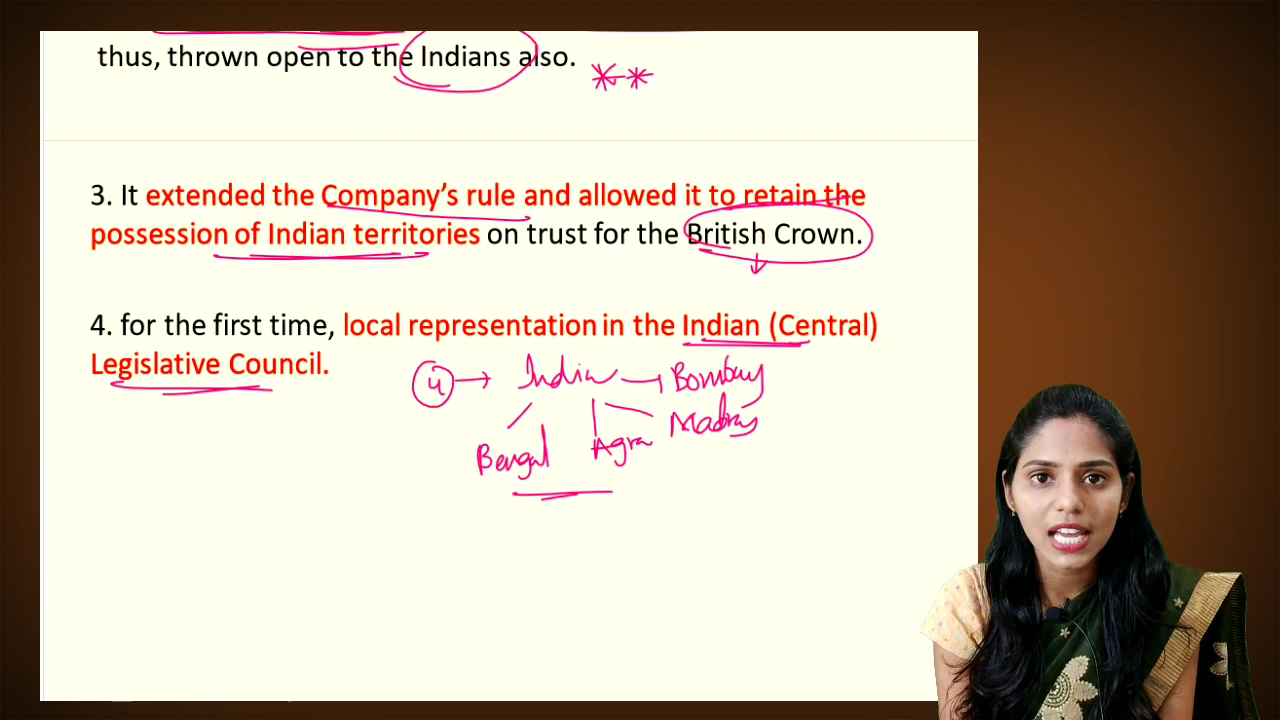 thus, thrown open to the Indians also.
3. It extended the Company's rule and allowed it to retain the
possession of Indian territories on trust for the British Crown.
4. for the first time, local representation in the Indian (Central)
Legislative Council.
4 India Bombay
Bengal Agra Madras